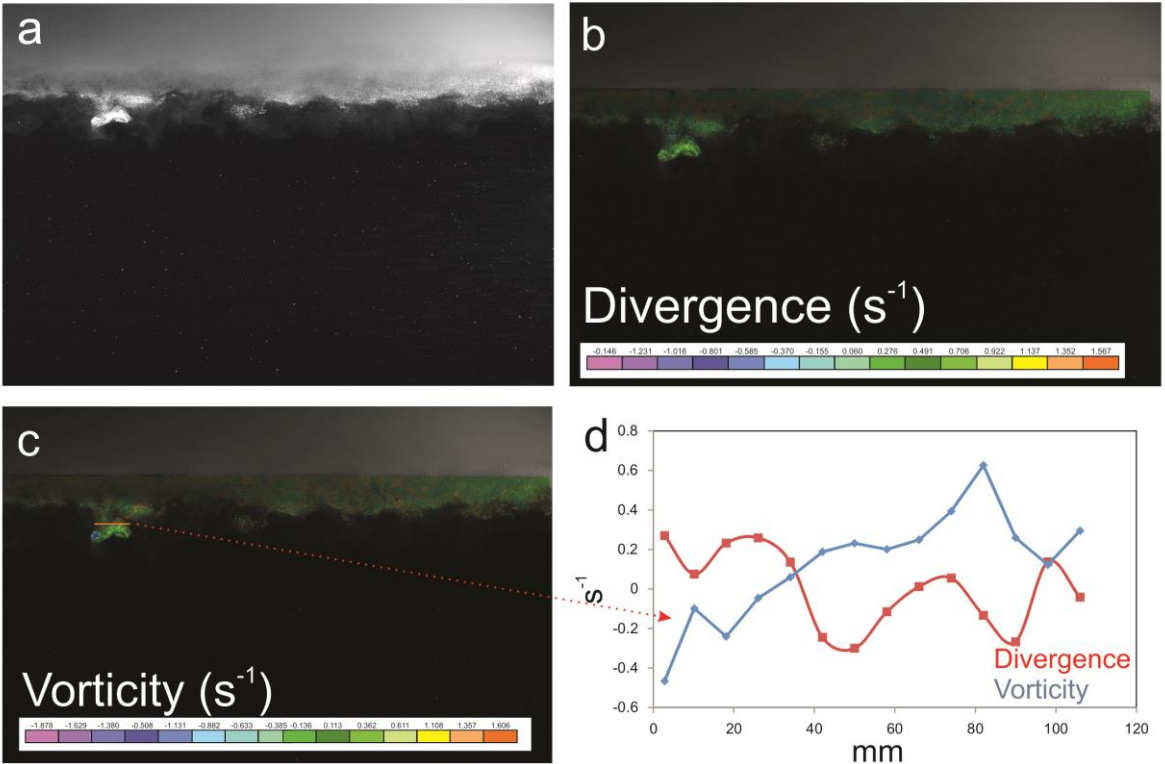 a
b
Divergence (s⁻¹)
-0.146 -1.231 -1.016 -0.801 -0.585 -0.370 -0.155 0.060 0.276 0.491 0.706 0.922 1.137 1.352 1.567
c
Vorticity (s⁻¹)
-1.878 -1.629 -1.380 -0.508 -1.131 -0.882 -0.633 -0.385 -0.136 0.113 0.362 0.611 1.108 1.357 1.606
d
0.8
0.6
0.4
0.2
0
-0.2
-0.4
-0.6
s⁻¹
0 20 40 60 80 100 120
mm
Divergence
Vorticity